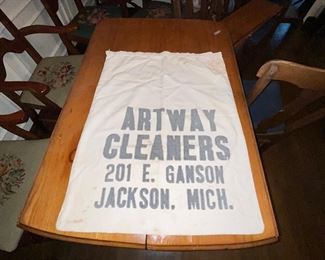 ARTWAY
CLEANERS
201 E. GANSON
JACKSON, MICH.